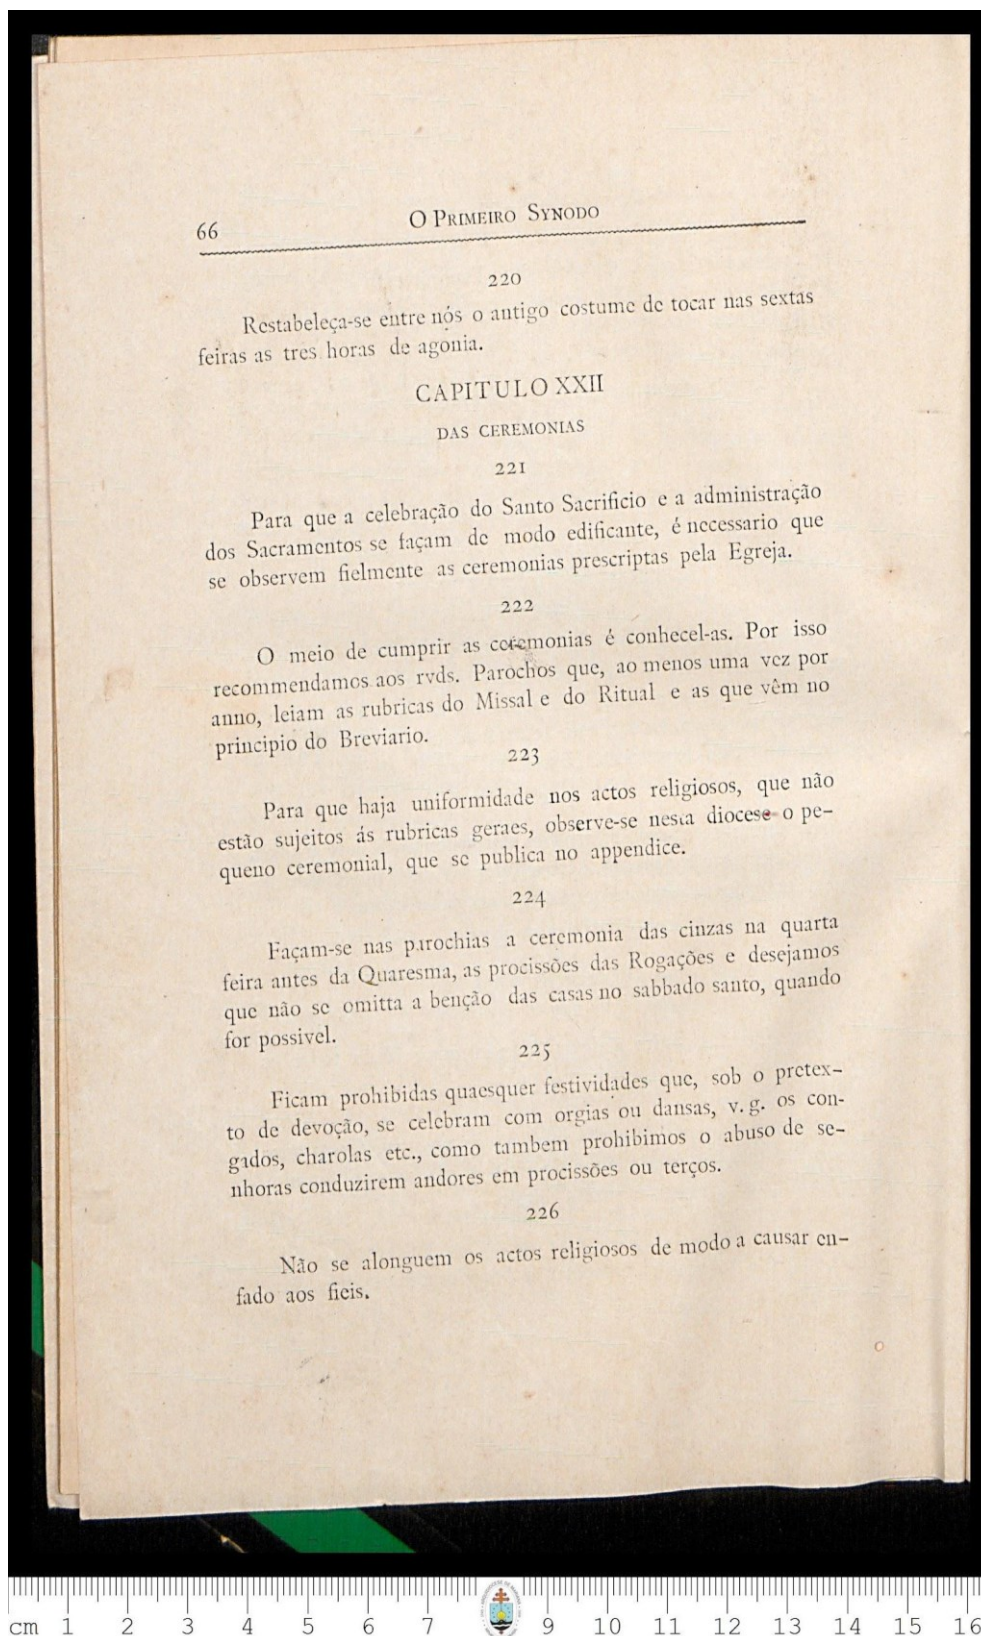 66
O PRIMEIRO SYNODO
220
Restabeleça-se entre nós o antigo costume de tocar nas sextas
feiras as tres horas de agonia.
CAPITULO XXII
DAS CEREMONIAS
221
Para que a celebração do Santo Sacrificio e a administração
dos Sacramentos se façam de modo edificante, é necessario que
se observem fielmente as ceremonias prescriptas pela Egreja.
222
O meio de cumprir as ceremonias é conhecel-as. Por isso
recommendamos aos rvds. Parochos que, ao menos uma vez por
anno, leiam as rubricas do Missal e do Ritual e as que vêm no
principio do Breviario.
223
Para que haja uniformidade nos actos religiosos, que não
estão sujeitos ás rubricas geraes, observe-se nesta diocese o pe-
queno ceremonial, que se publica no appendice.
224
Façam-se nas parochias a ceremonia das cinzas na quarta
feira antes da Quaresma, as procissões das Rogações e desejamos
que não se omitta a benção das casas no sabbado santo, quando
for possivel.
225
Ficam prohibidas quaesquer festividades que, sob o pretex-
to de devoção, se celebram com orgias ou dansas, v. g. os con-
gados, charolas etc., como tambem prohibimos o abuso de se-
nhoras conduzirem andores em procissões ou terços.
226
Não se alonguem os actos religiosos de modo a causar en-
fado aos fieis.
cm 1 2 3 4 5 6 7 9 10 11 12 13 14 15 16